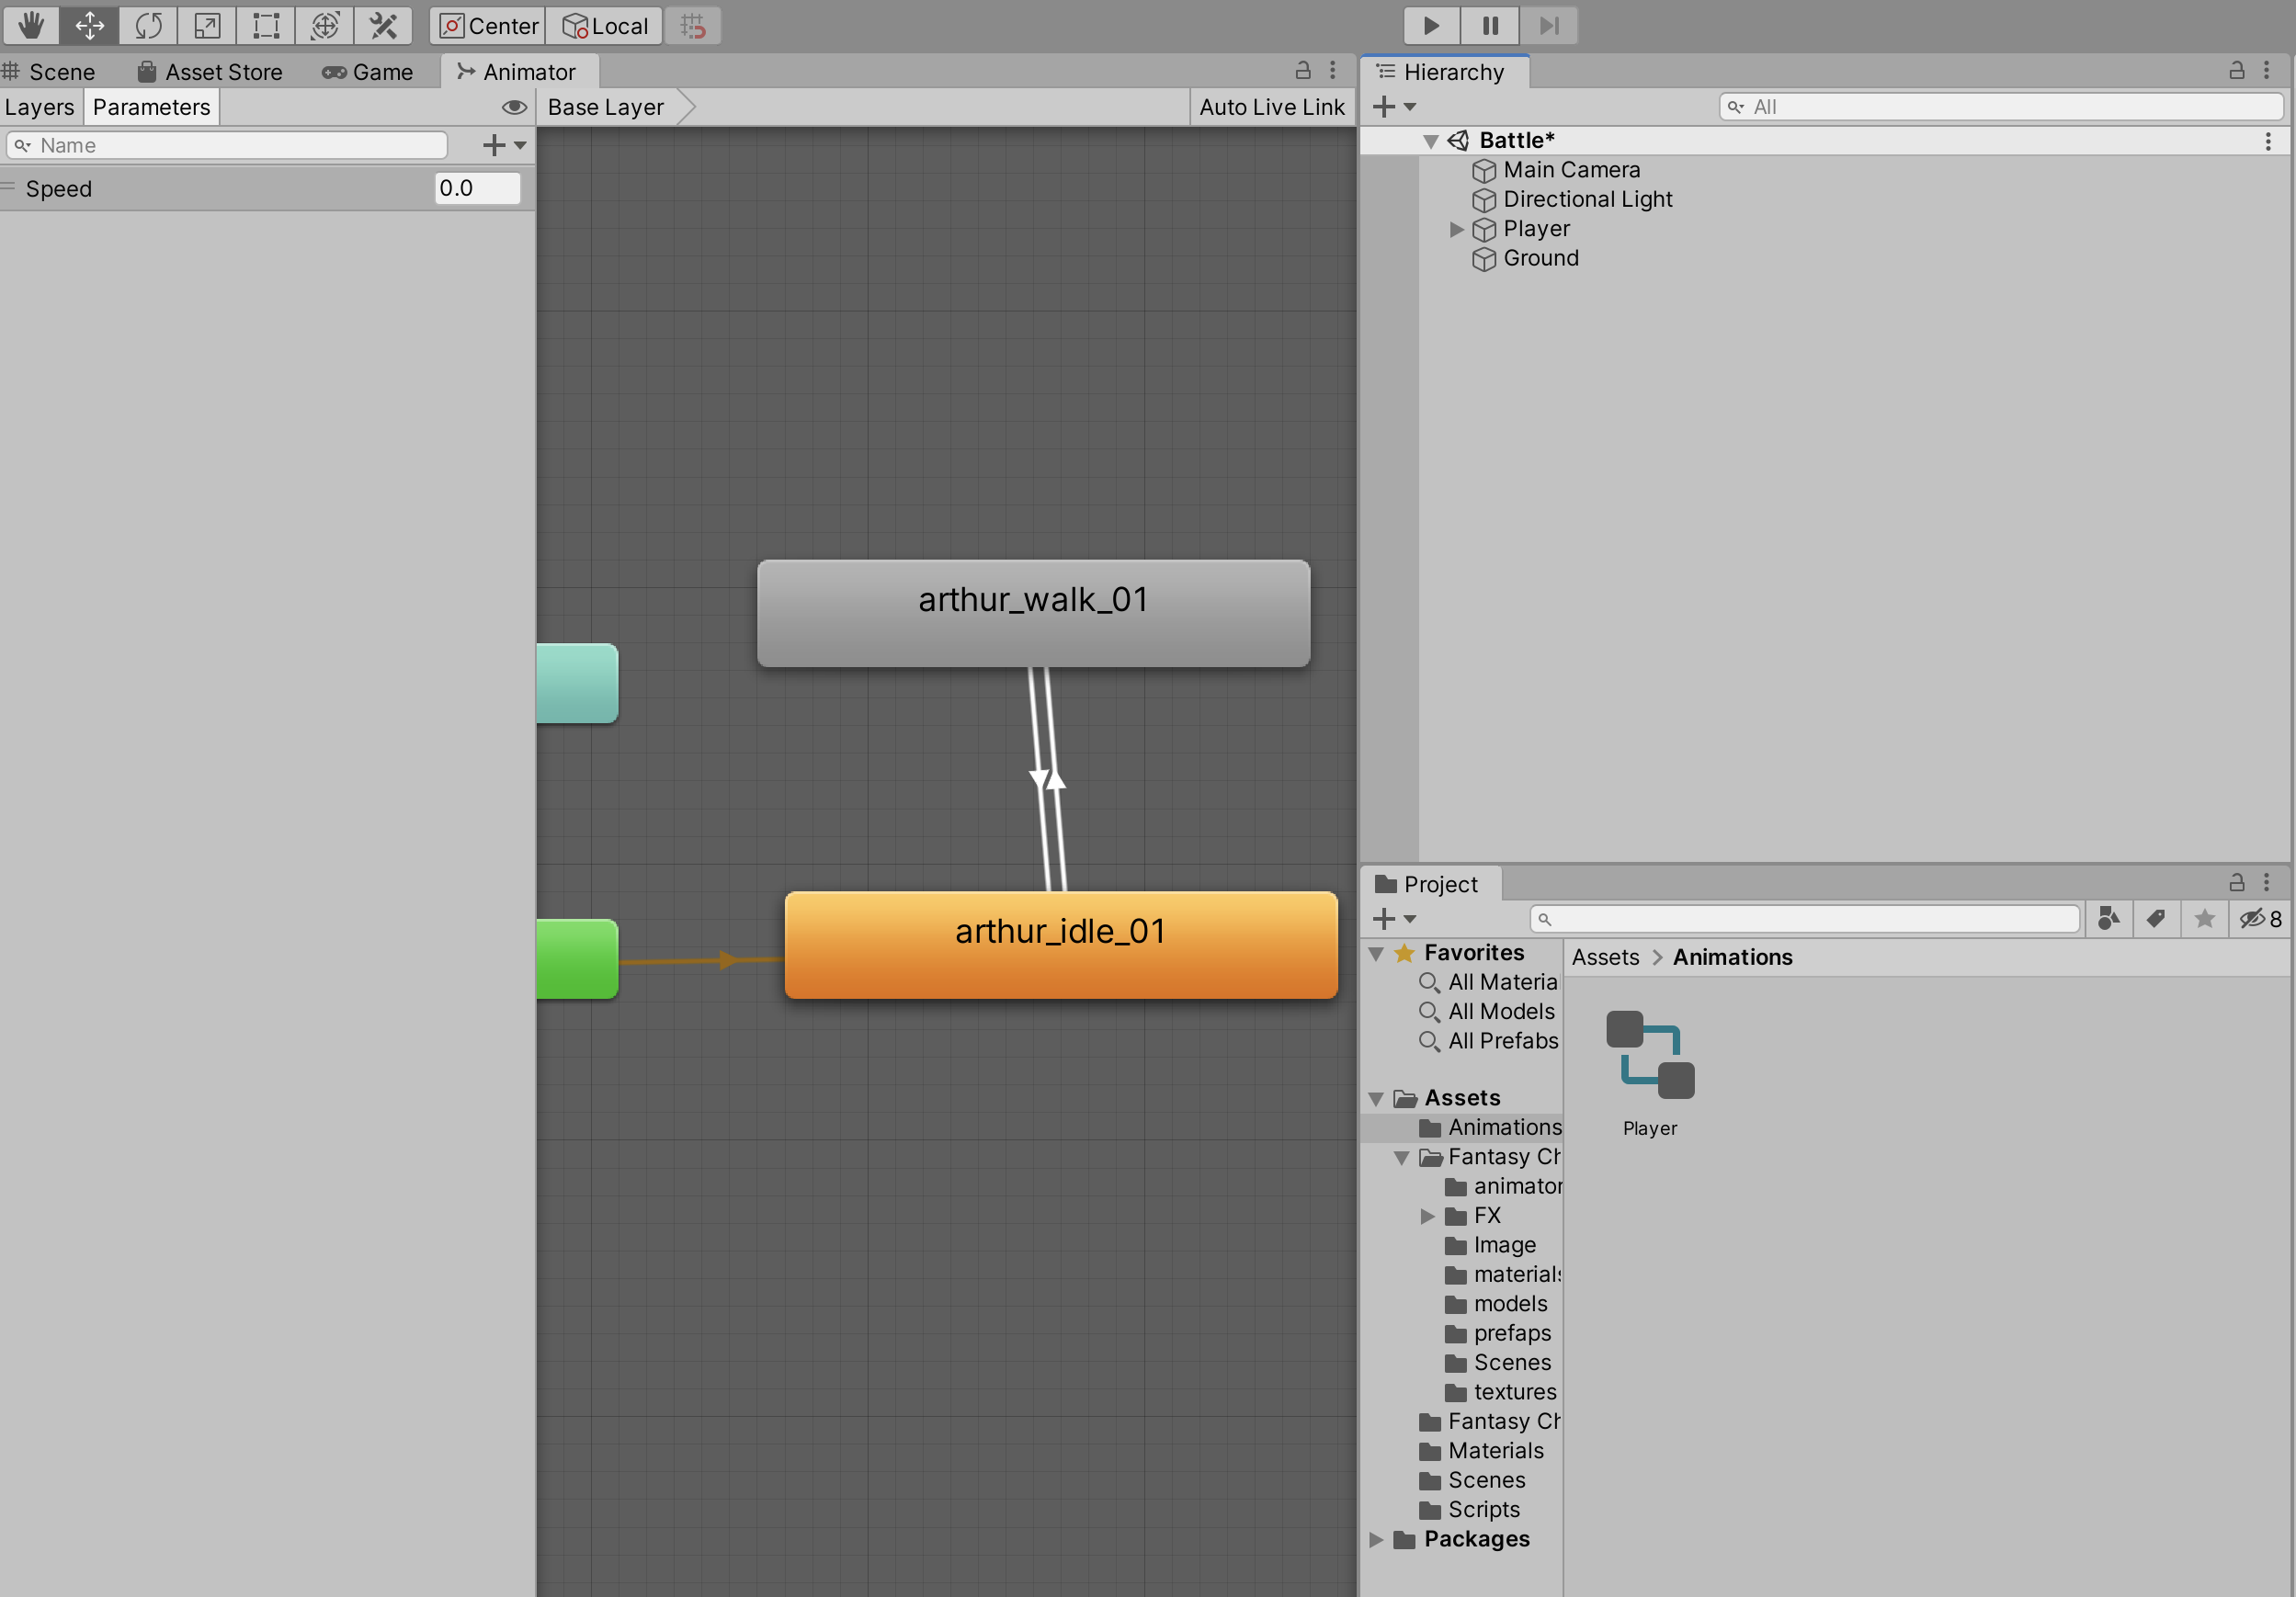 Center Local
Scene Asset Store Game Animator
Layers Parameters Base Layer Auto Live Link
Name
Speed 0.0
arthur_walk_01
arthur_idle_01
Hierarchy
All
Battle*
Main Camera
Directional Light
Player
Ground
Project
8
Favorites
All Materia
All Models
All Prefabs
Assets
Animations
Fantasy Ch
animator
FX
Image
materials
models
prefaps
Scenes
textures
Fantasy Ch
Materials
Scenes
Scripts
Packages
Assets > Animations
Player